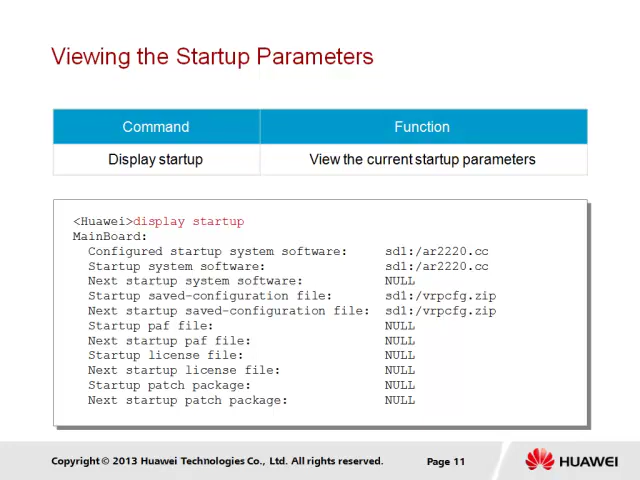 Viewing the Startup Parameters
Command Function
Display startup View the current startup parameters
<Huawei>display startup
MainBoard:
Configured startup system software: sd1:/ar2220.cc
Startup system software: sd1:/ar2220.cc
Next startup system software: NULL
Startup saved-configuration file: sd1:/vrpcfg.zip
Next startup saved-configuration file: sd1:/vrpcfg.zip
Startup paf file: NULL
Next startup paf file: NULL
Startup license file: NULL
Next startup license file: NULL
Startup patch package: NULL
Next startup patch package: NULL
Copyright © 2013 Huawei Technologies Co., Ltd. All rights reserved. Page 11 HUAWEI